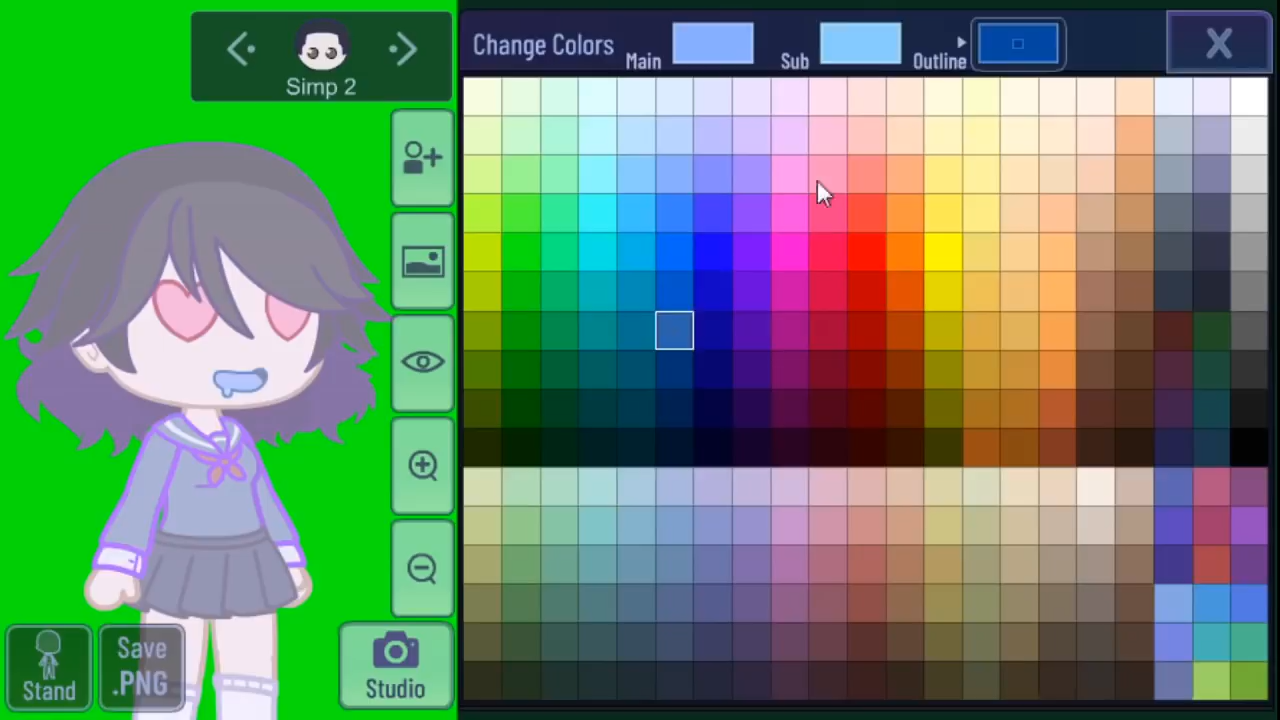 Simp 2
Change Colors
Main
Sub
Outline
X
Stand
Save
.PNG
Studio